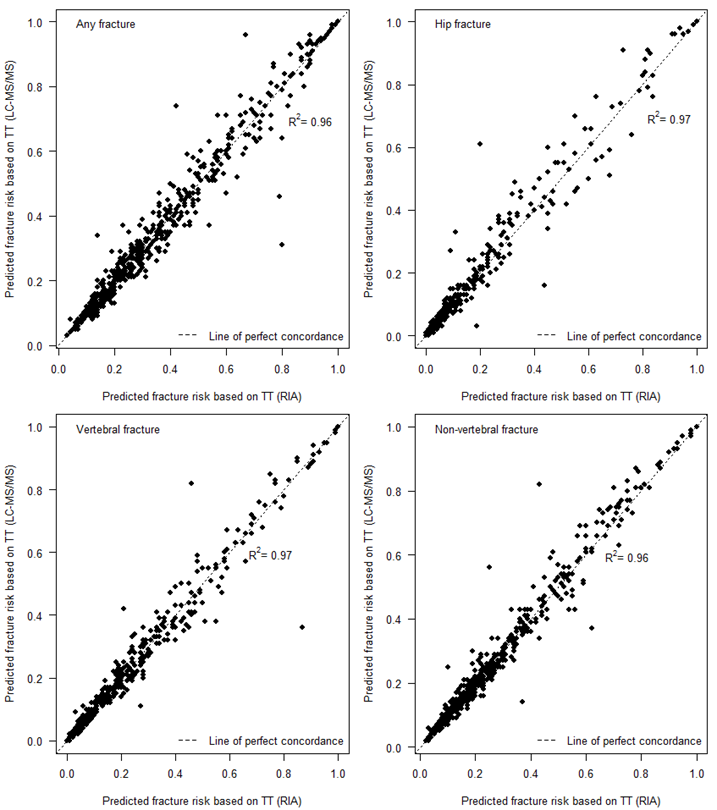 Any fracture
Predicted fracture risk based on TT (LC-MS/MS)
1.0
0.8
0.6
0.4
0.2
0.0
R2= 0.96
Line of perfect concordance
0.0 0.2 0.4 0.6 0.8 1.0
Predicted fracture risk based on TT (RIA)
Hip fracture
Predicted fracture risk based on TT (LC-MS/MS)
1.0
0.8
0.6
0.4
0.2
0.0
R2= 0.97
Line of perfect concordance
0.0 0.2 0.4 0.6 0.8 1.0
Predicted fracture risk based on TT (RIA)
Vertebral fracture
Predicted fracture risk based on TT (LC-MS/MS)
1.0
0.8
0.6
0.4
0.2
0.0
R2= 0.97
Line of perfect concordance
0.0 0.2 0.4 0.6 0.8 1.0
Predicted fracture risk based on TT (RIA)
Non-vertebral fracture
Predicted fracture risk based on TT (LC-MS/MS)
1.0
0.8
0.6
0.4
0.2
0.0
R2= 0.96
Line of perfect concordance
0.0 0.2 0.4 0.6 0.8 1.0
Predicted fracture risk based on TT (RIA)